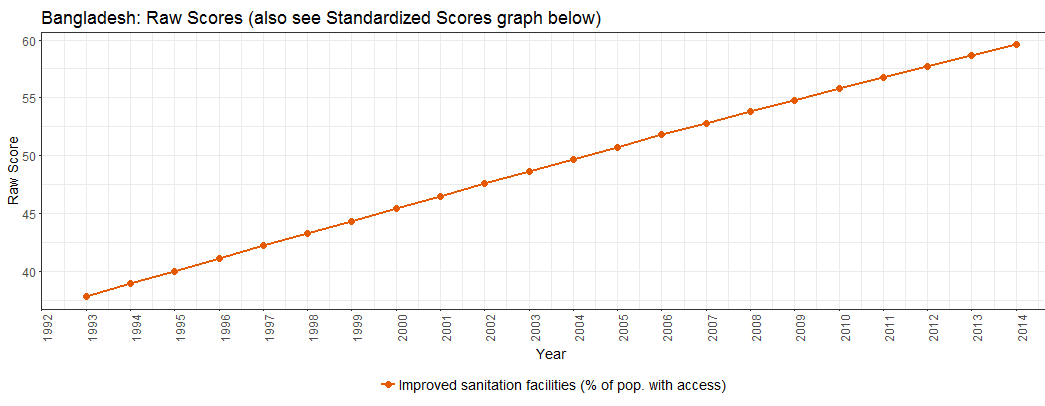 Bangladesh: Raw Scores (also see Standardized Scores graph below)
60
55
50
45
40
Raw Score
1992 1993 1994 1995 1996 1997 1998 1999 2000 2001 2002 2003 2004 2005 2006 2007 2008 2009 2010 2011 2012 2013 2014
Year
Improved sanitation facilities (% of pop. with access)